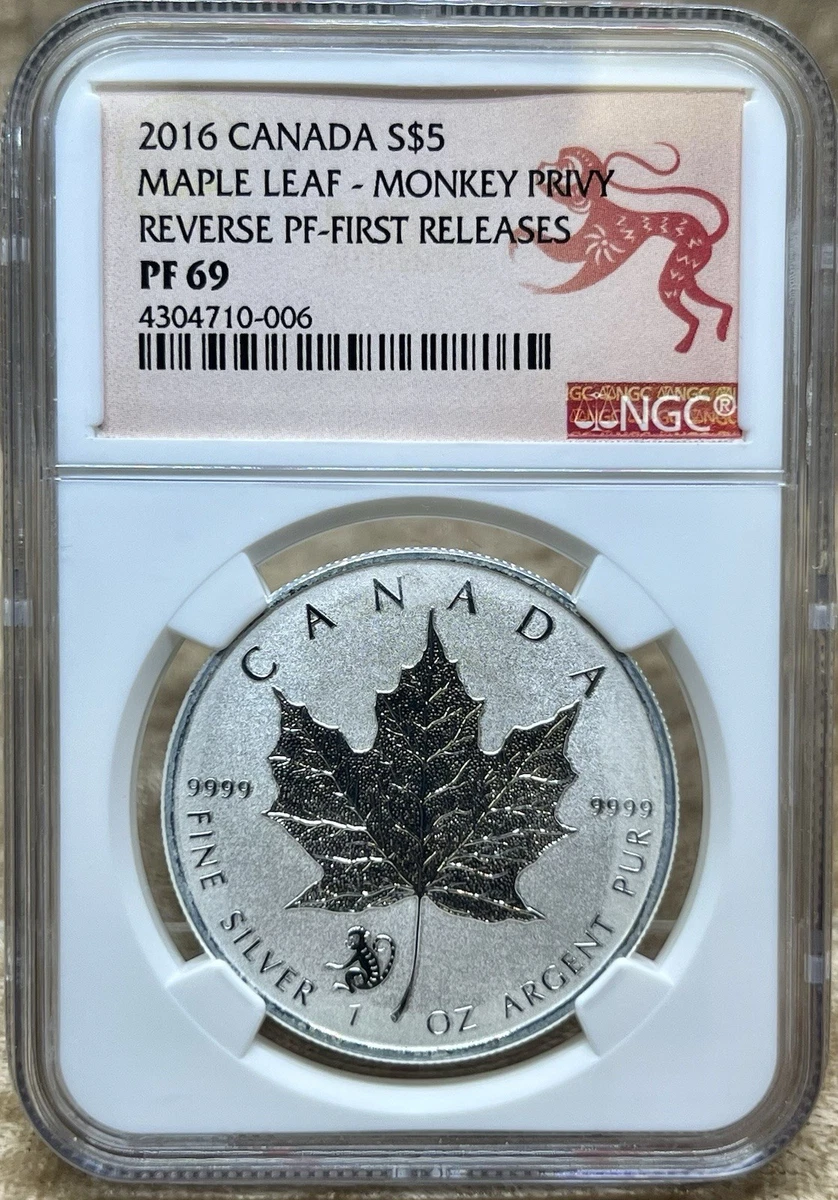 2016 CANADA S$5
MAPLE LEAF - MONKEY PRIVY
REVERSE PF-FIRST RELEASES
PF 69
4304710-006
NGC®
CANADA
9999
9999
FINE SILVER 1 OZ ARGENT PUR